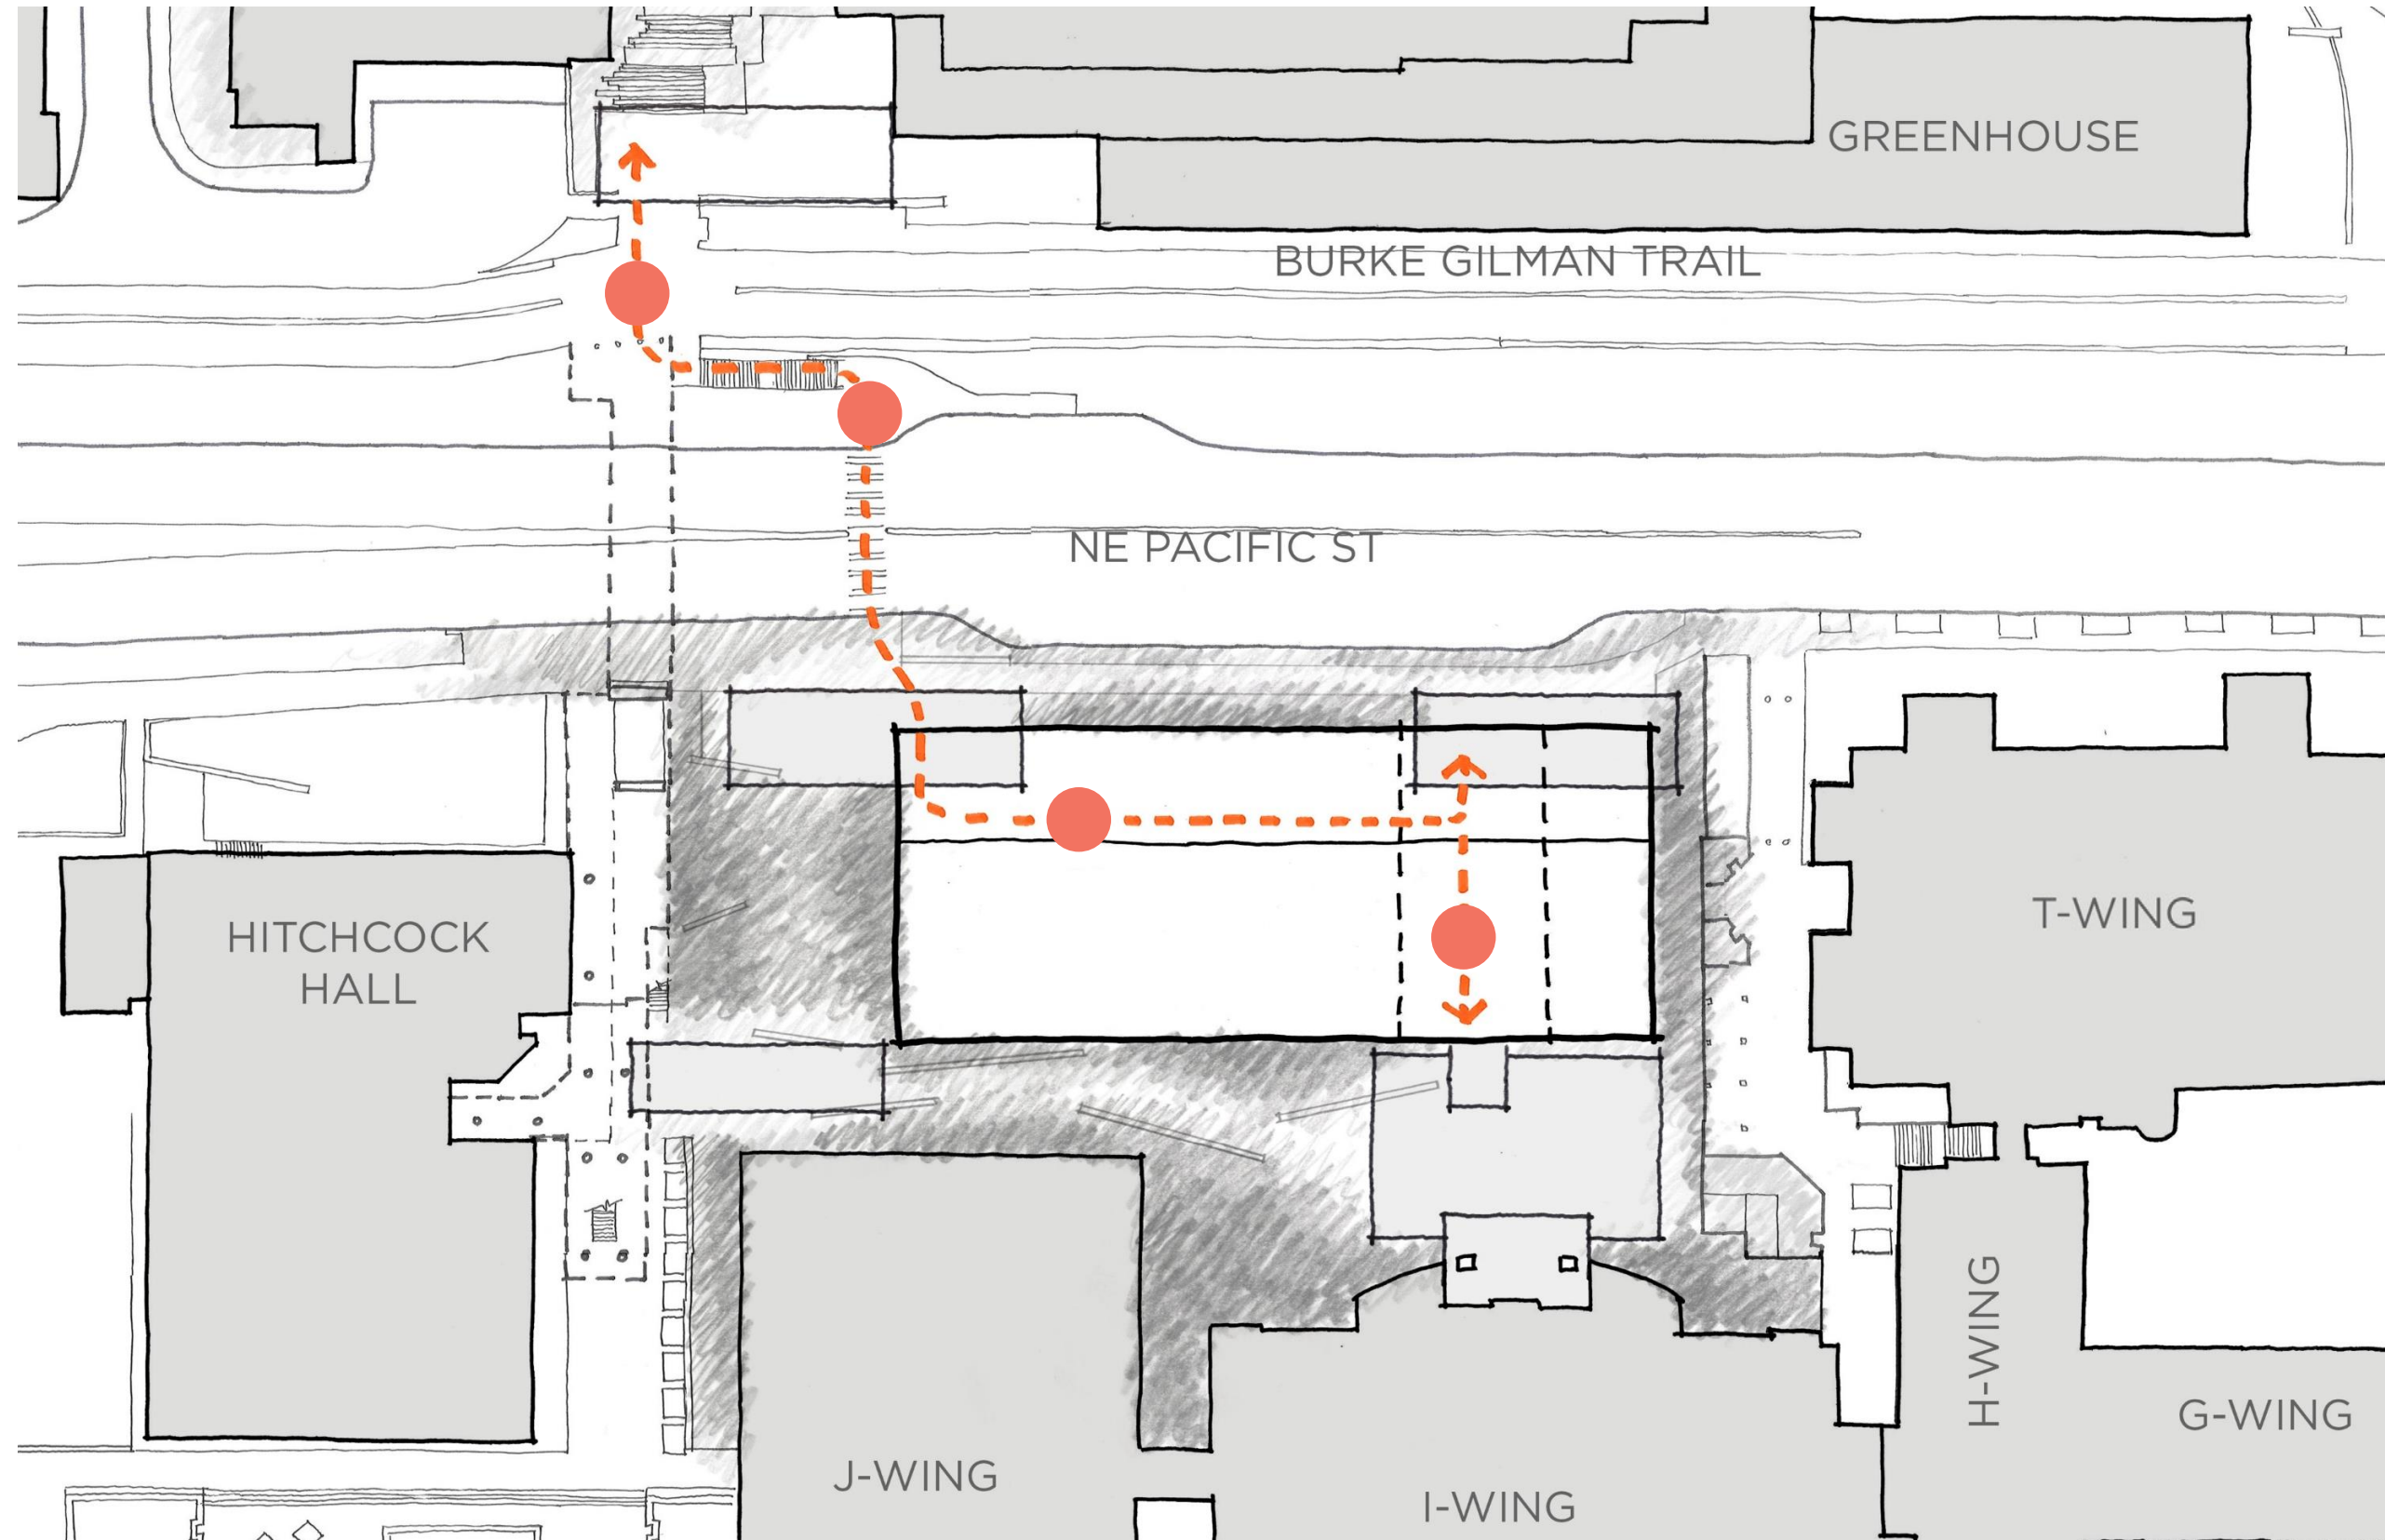 GREENHOUSE
BURKE GILMAN TRAIL
NE PACIFIC ST
HITCHCOCK
HALL
T-WING
H-WING
G-WING
J-WING
I-WING